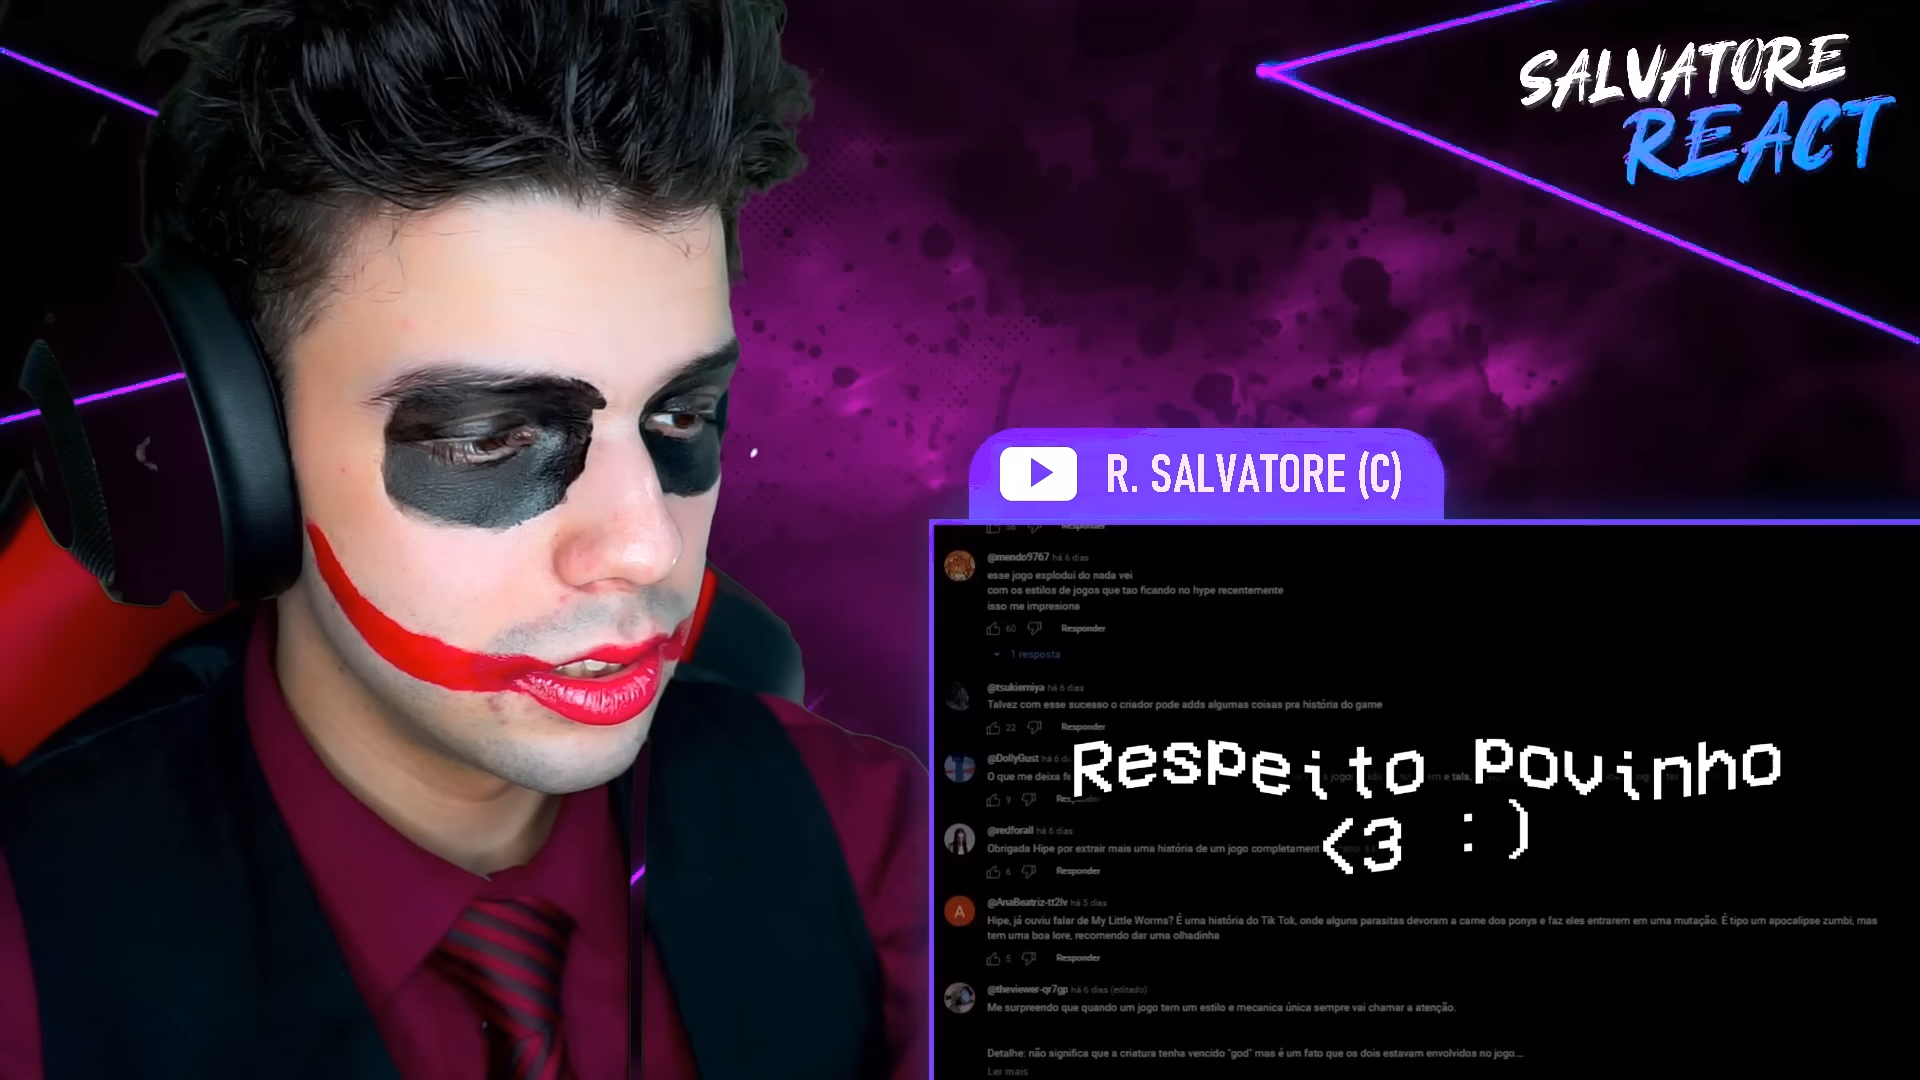 SALVATORE
REACT
R. SALVATORE (C)
Responder
@mendo9767 há 6 dias
esse jogo explodui do nada vei
com os estilos de jogos que tao ficando no hype recentemente
isso me impresiona
60 Responder
1 resposta
@tsukiemiya há 6 dias
Talvez com esse sucesso o criador pode adds algumas coisas pra história do game
22 Responder
@DollyGust há 6
Respeito povinho
O que me deixa
9
<3 :)
@redforall há 6 dias
Obrigada Hipe por extrair mais uma história de um jogo
6 Responder
A
@AnaBeatriz-tt2lv há 5 dias
Hipe, já ouviu falar de My Little Worms? É uma história do Tik Tok, onde alguns parasitas devoram a carne dos ponys e faz eles entrarem em uma mutação. É tipo um apocalipse zumbi, mas
tem uma boa lore, recomendo dar uma olhadinha
5 Responder
@theviewer-qr7gp há 6 dias (editado)
Me surpreendo que quando um jogo tem um estilo e mecanica única sempre vai chamar a atenção.
Detalhe: não significa que a criatura tenha vencido "god" mas é um fato que os dois estavam envolvidos no jogo...
Ler mais